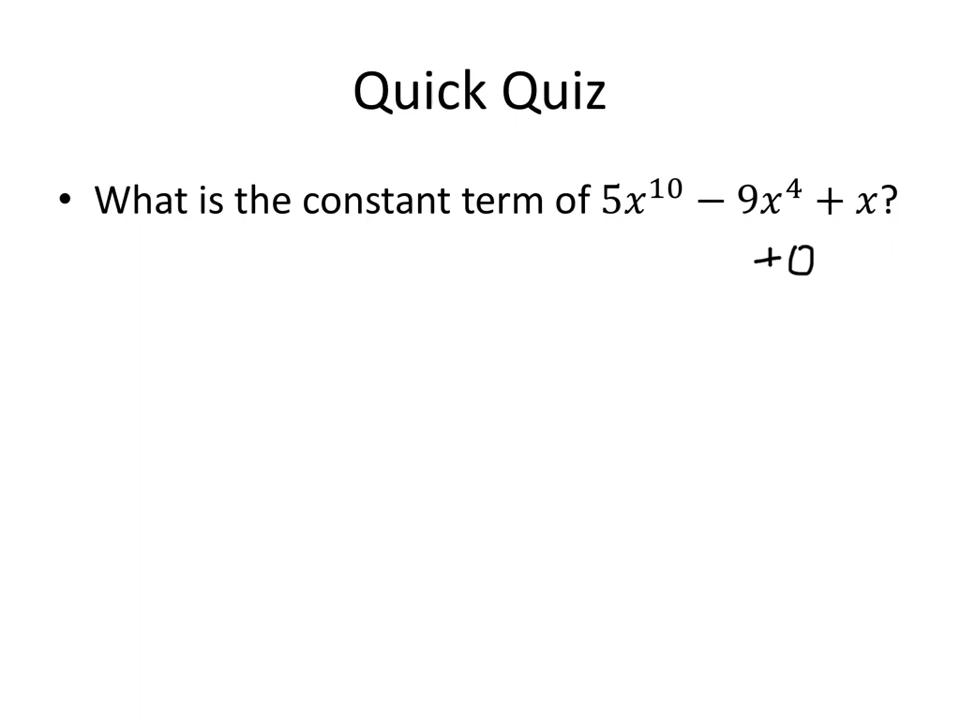 Quick Quiz
• What is the constant term of 5x¹⁰ − 9x⁴ + x?
+0